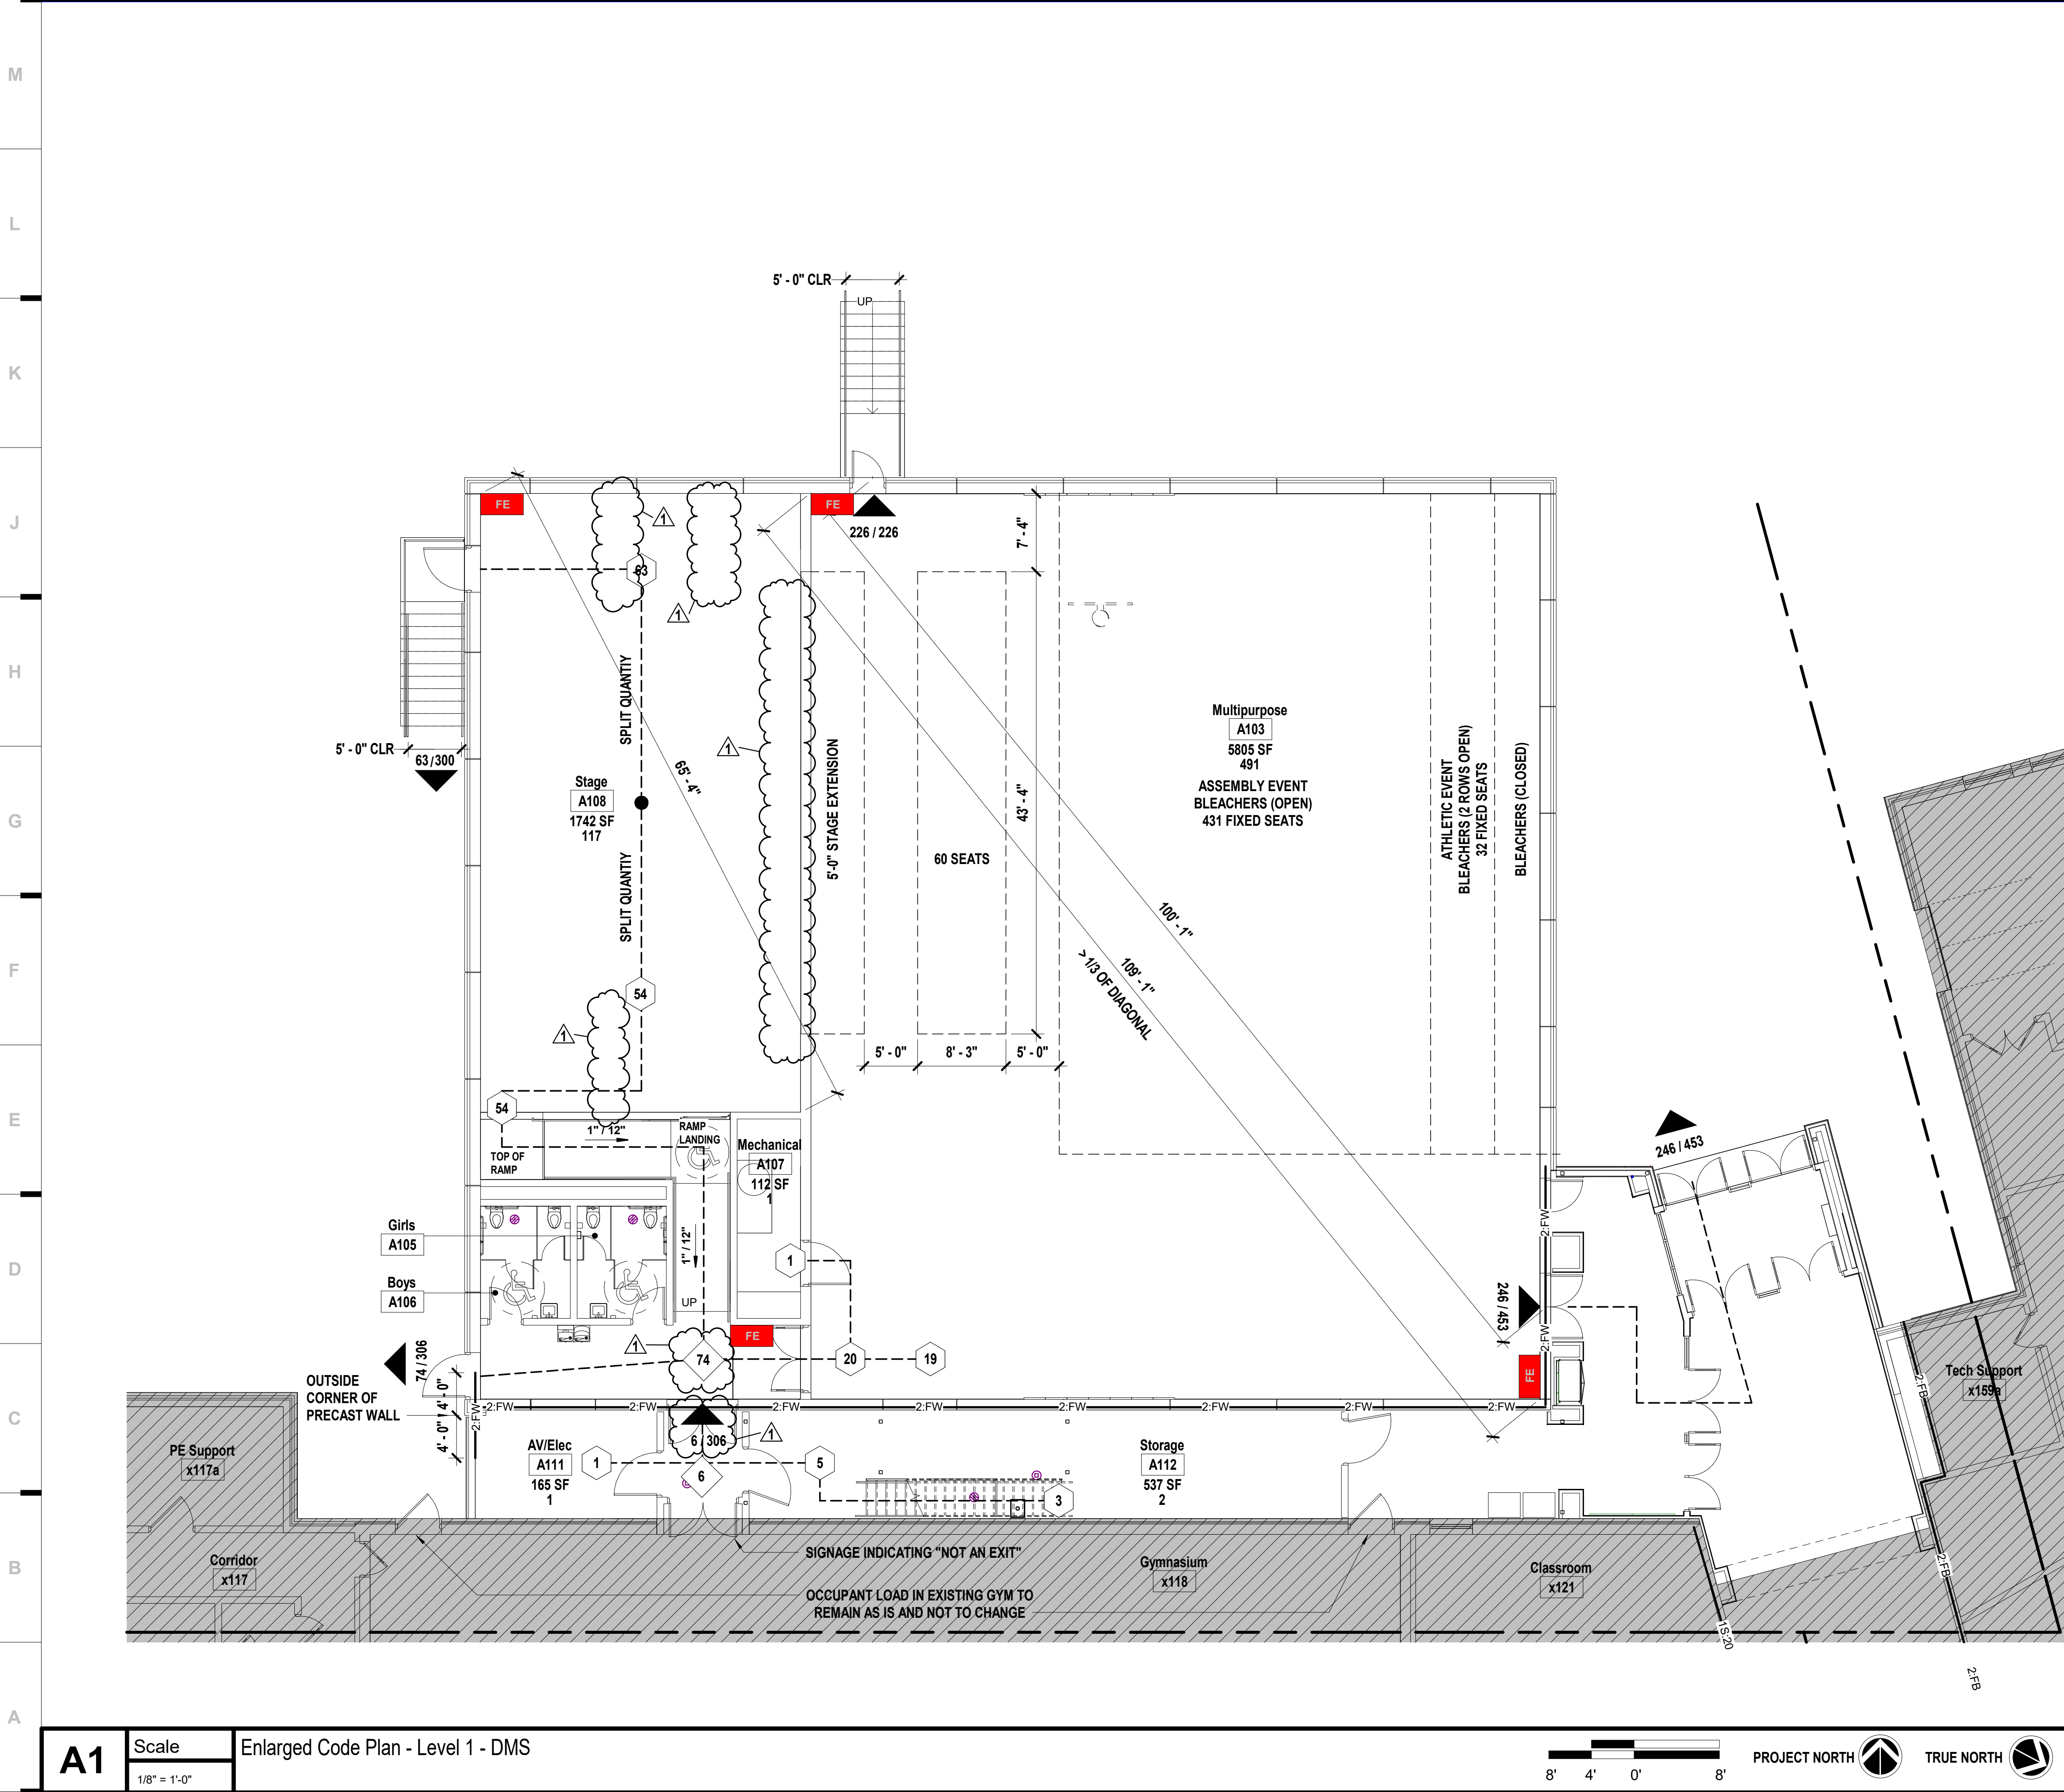 M
L
K
J
H
G
F
E
D
C
B
A
5' - 0" CLR
UP
FE
FE
1
226 / 226
7' - 4"
63
1
SPLIT QUANTIY
5' - 0" CLR
63 / 300
1
65' - 4"
Stage
A108
1742 SF
117
5'-0" STAGE EXTENSION
43' - 4"
60 SEATS
Multipurpose
A103
5805 SF
491
ASSEMBLY EVENT
BLEACHERS (OPEN)
431 FIXED SEATS
ATHLETIC EVENT
BLEACHERS (2 ROWS OPEN)
32 FIXED SEATS
BLEACHERS (CLOSED)
SPLIT QUANTIY
100' - 1"
109' - 1"
> 1/3 OF DIAGONAL
54
1
5' - 0"
8' - 3"
5' - 0"
54
1" / 12"
RAMP
LANDING
TOP OF
RAMP
Mechanical
A107
112 SF
1
246 / 453
Girls
A105
Boys
A106
1" / 12"
UP
1
2:FW
246 / 453
2:FW
1
FE
74
20
19
FE
74 / 306
OUTSIDE
CORNER OF
PRECAST WALL
4' - 0"
4' - 0"
2:FW
2:FW
2:FW
2:FW
2:FW
2:FW
2:FW
2:FW
2:FW
6 / 306
1
AV/Elec
A111
165 SF
1
1
6
5
3
Storage
A112
537 SF
2
PE Support
x117a
Tech Support
x159a
2:FB
Corridor
x117
SIGNAGE INDICATING "NOT AN EXIT"
OCCUPANT LOAD IN EXISTING GYM TO
REMAIN AS IS AND NOT TO CHANGE
Gymnasium
x118
Classroom
x121
2:FB
1S:20
2:FB
A1
Scale
1/8" = 1'-0"
Enlarged Code Plan - Level 1 - DMS
8' 4' 0' 8'
PROJECT NORTH
TRUE NORTH